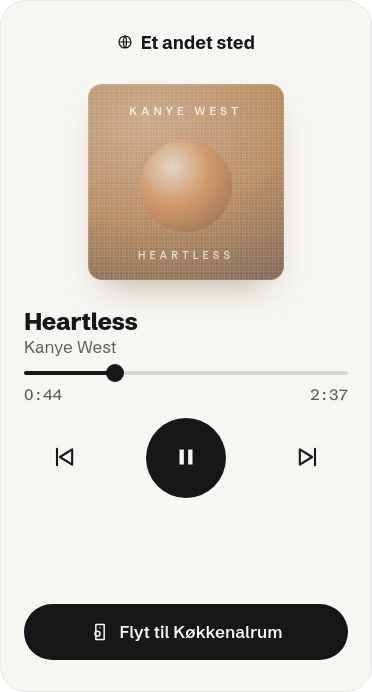 Et andet sted
KANYE WEST
HEARTLESS
Heartless
Kanye West
0:44
2:37
Flyt til Køkkenalrum